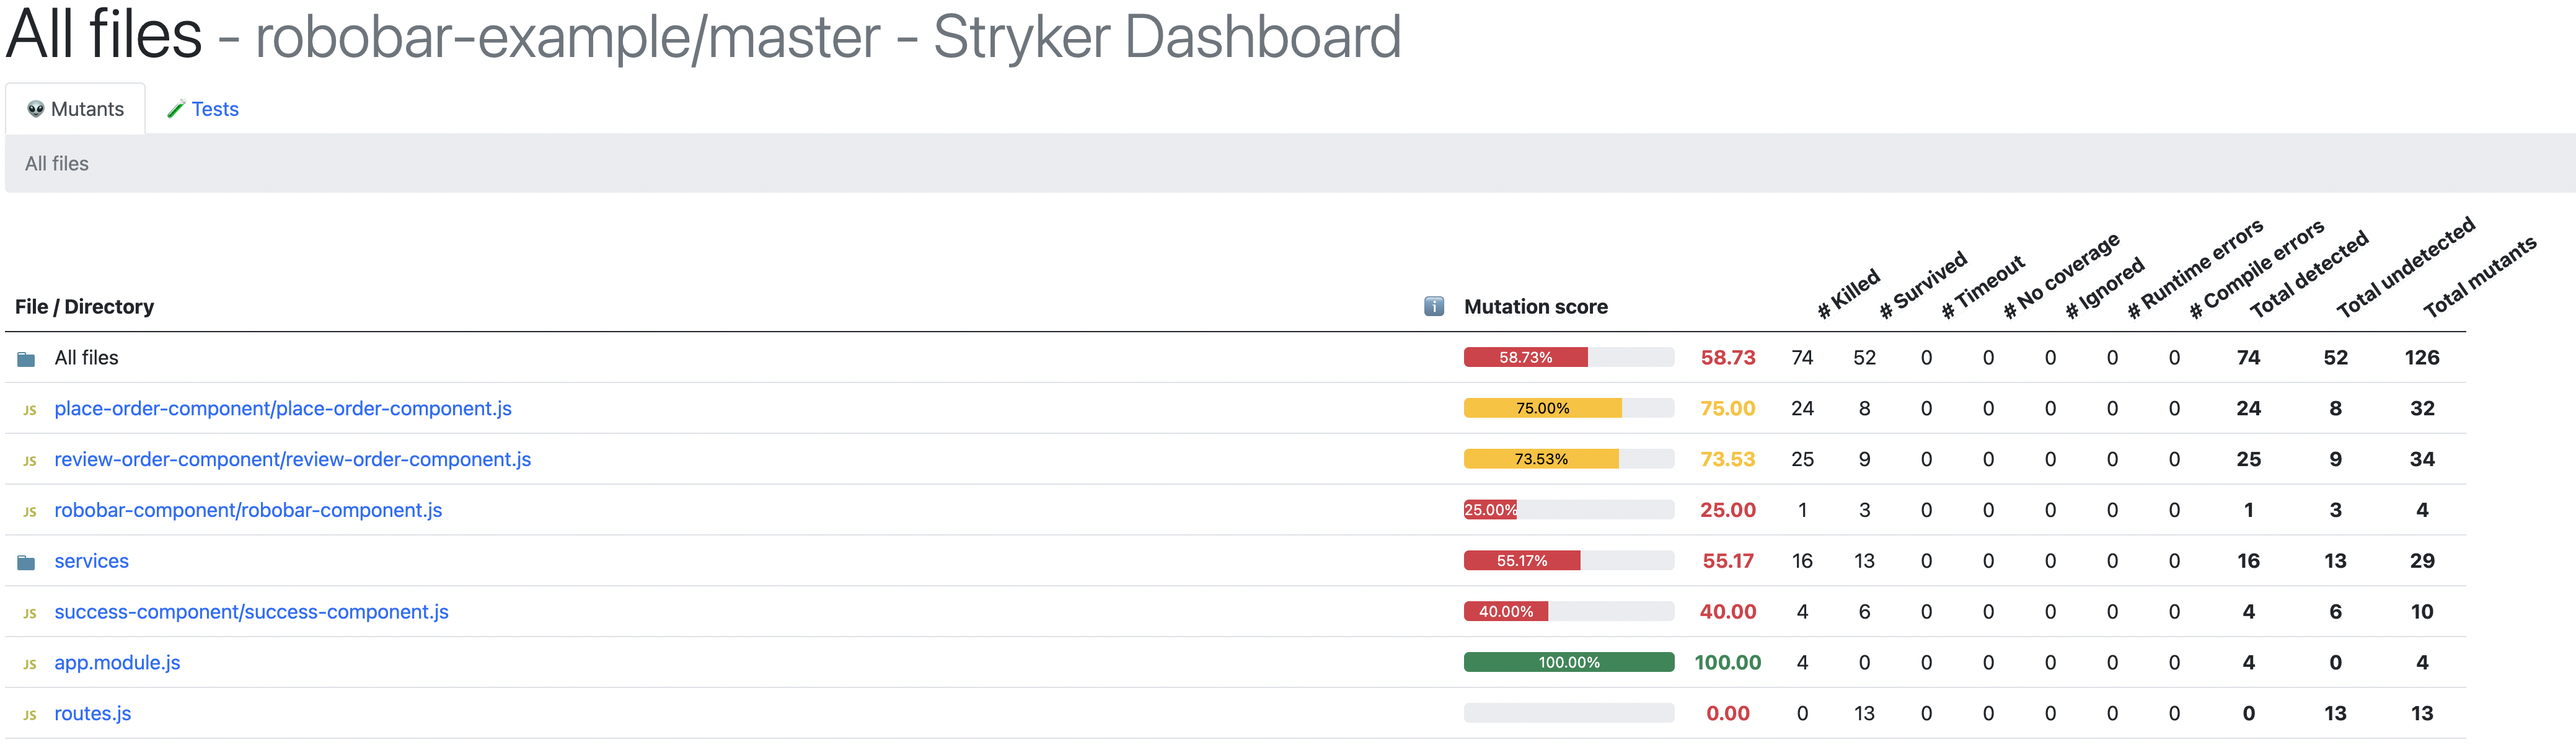 All files - robobar-example/master - Stryker Dashboard
👽 Mutants 🧪 Tests
All files
File / Directory ℹ Mutation score # Killed # Survived # Timeout # No coverage # Ignored # Runtime errors # Compile errors Total detected Total undetected Total mutants
All files 58.73% 58.73 74 52 0 0 0 0 0 74 52 126
JS place-order-component/place-order-component.js 75.00% 75.00 24 8 0 0 0 0 0 24 8 32
JS review-order-component/review-order-component.js 73.53% 73.53 25 9 0 0 0 0 0 25 9 34
JS robobar-component/robobar-component.js 25.00% 25.00 1 3 0 0 0 0 0 1 3 4
services 55.17% 55.17 16 13 0 0 0 0 0 16 13 29
JS success-component/success-component.js 40.00% 40.00 4 6 0 0 0 0 0 4 6 10
JS app.module.js 100.00% 100.00 4 0 0 0 0 0 0 4 0 4
JS routes.js 0.00 0 13 0 0 0 0 0 0 13 13